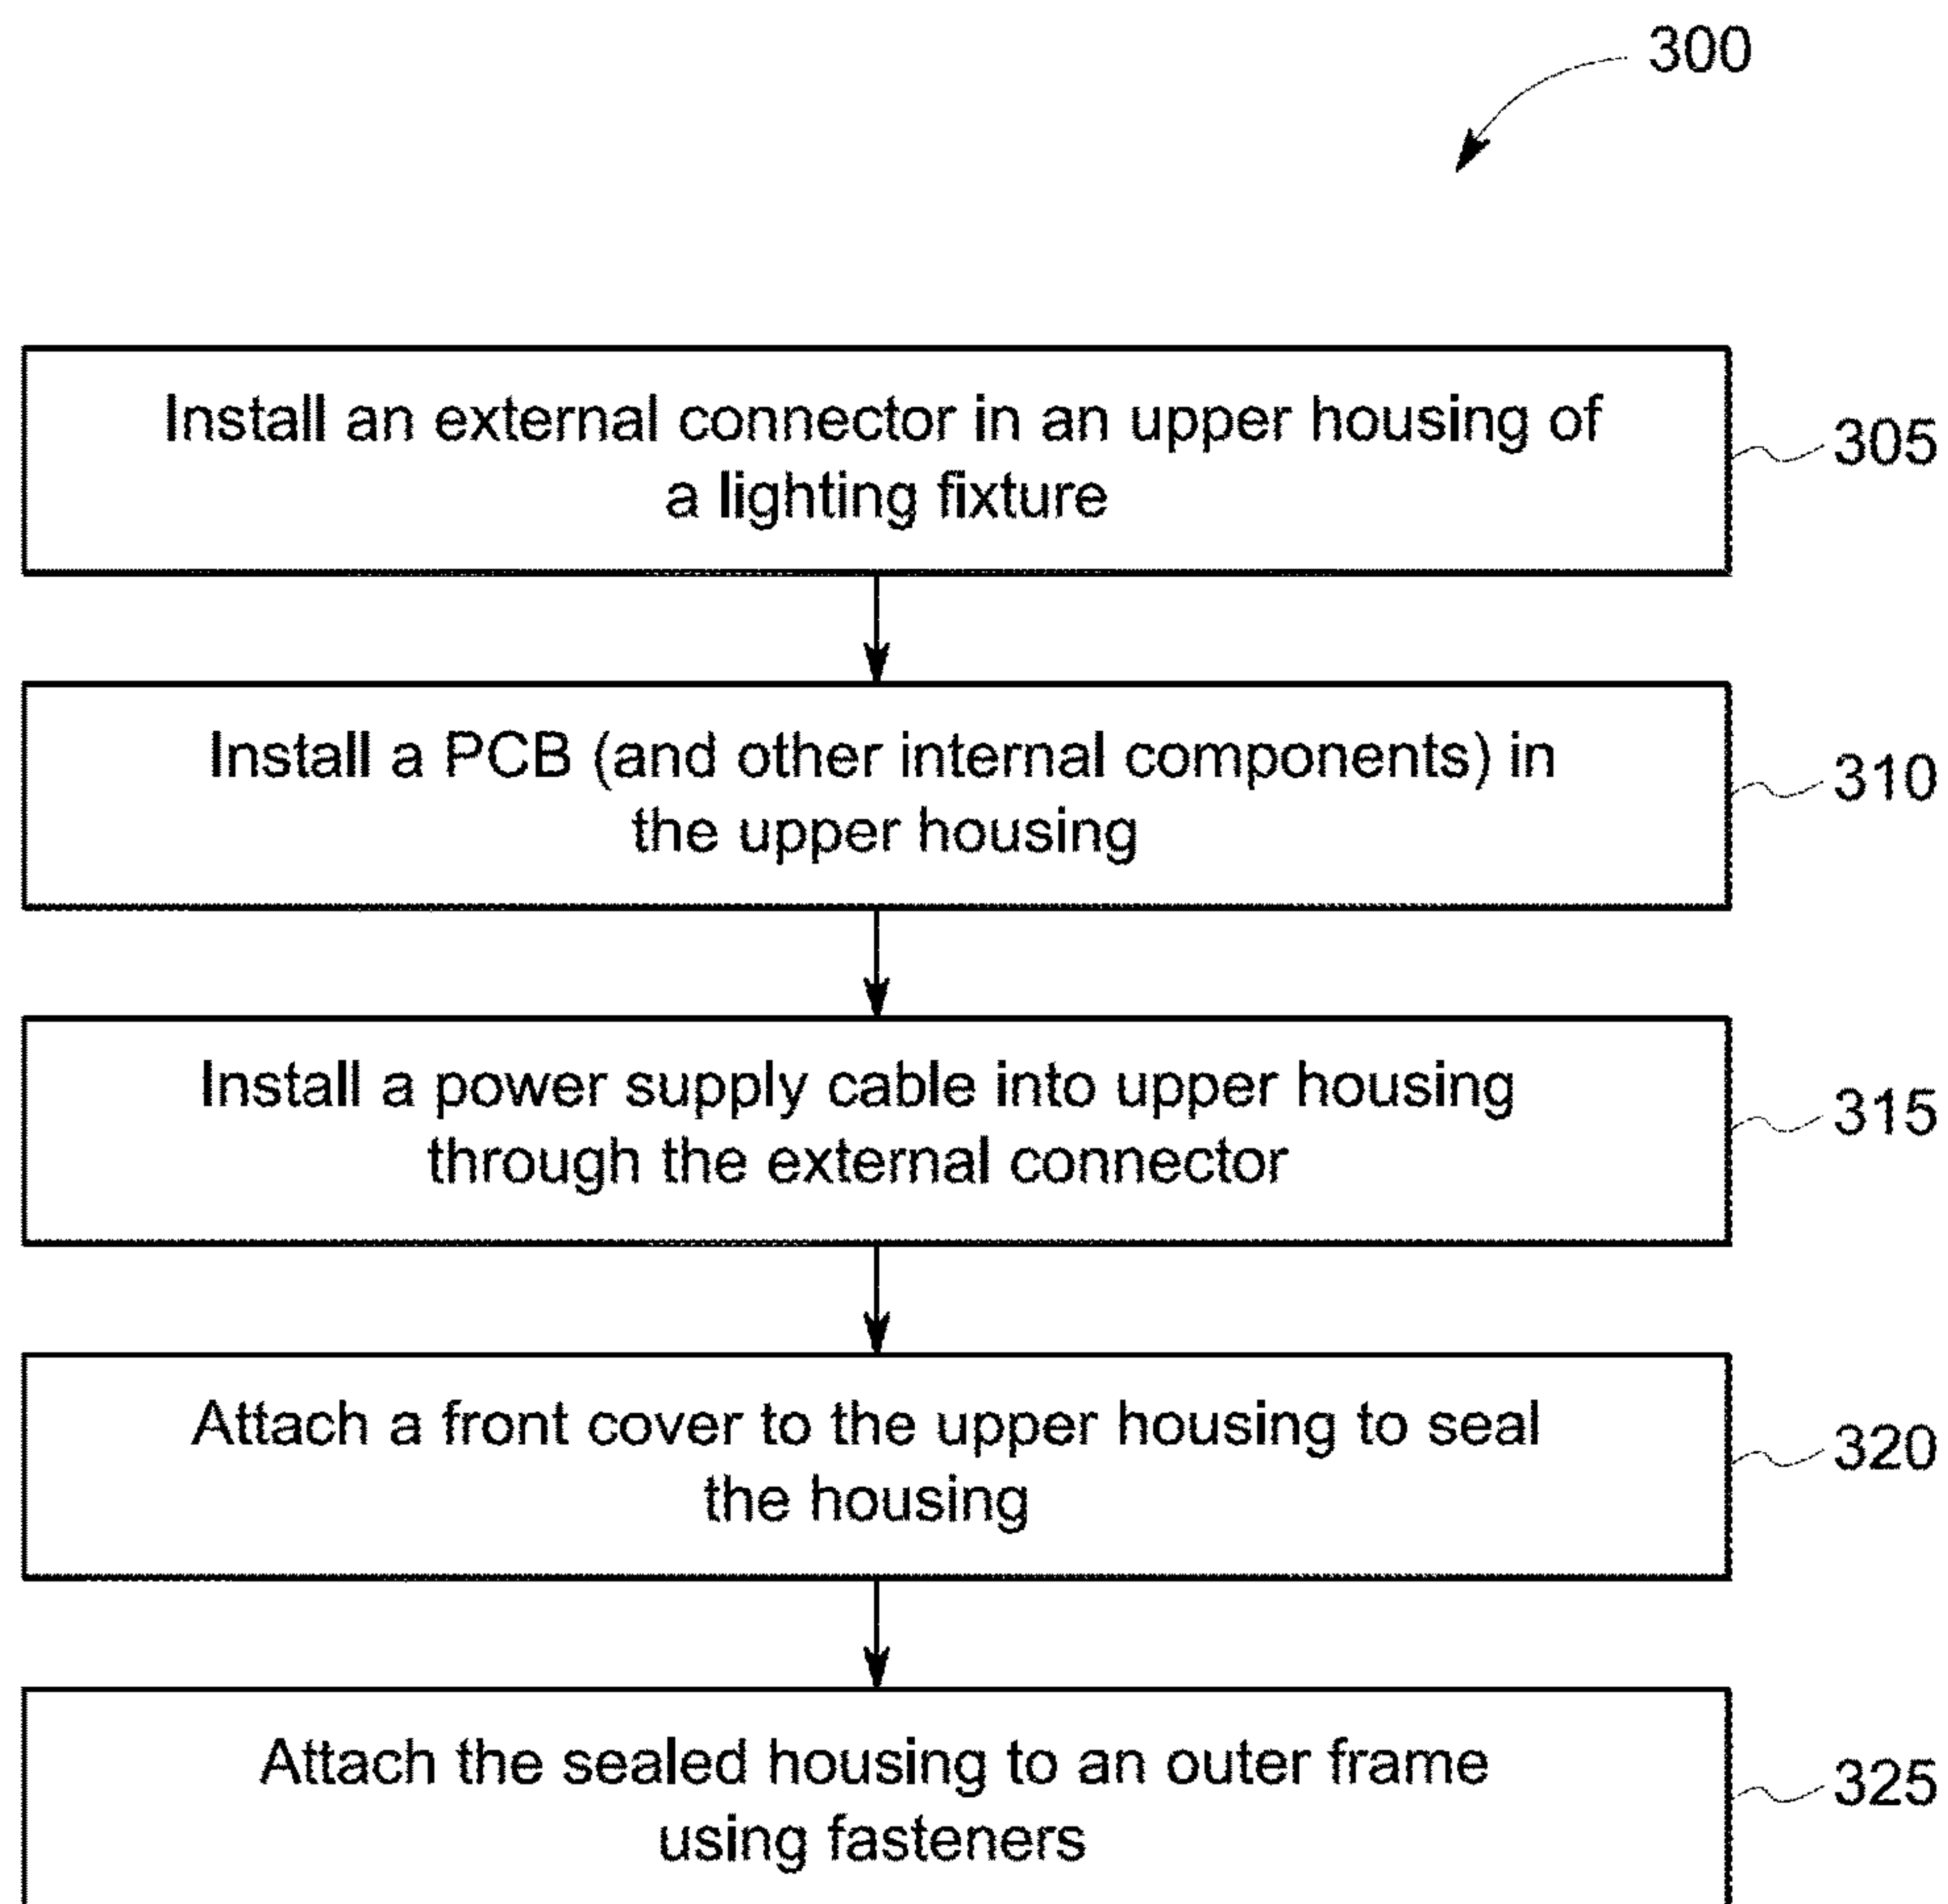 300
Install an external connector in an upper housing of
a lighting fixture
305
Install a PCB (and other internal components) in
the upper housing
310
Install a power supply cable into upper housing
through the external connector
315
Attach a front cover to the upper housing to seal
the housing
320
Attach the sealed housing to an outer frame
using fasteners
325